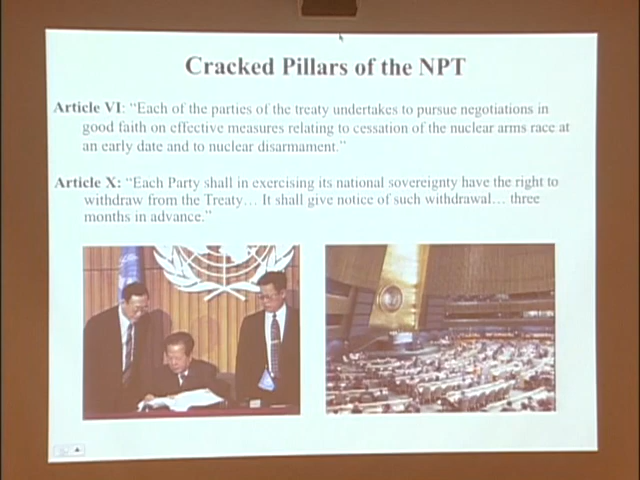 Cracked Pillars of the NPT
Article VI: “Each of the parties of the treaty undertakes to pursue negotiations in
good faith on effective measures relating to cessation of the nuclear arms race at
an early date and to nuclear disarmament.”
Article X: “Each Party shall in exercising its national sovereignty have the right to
withdraw from the Treaty… It shall give notice of such withdrawal… three
months in advance.”